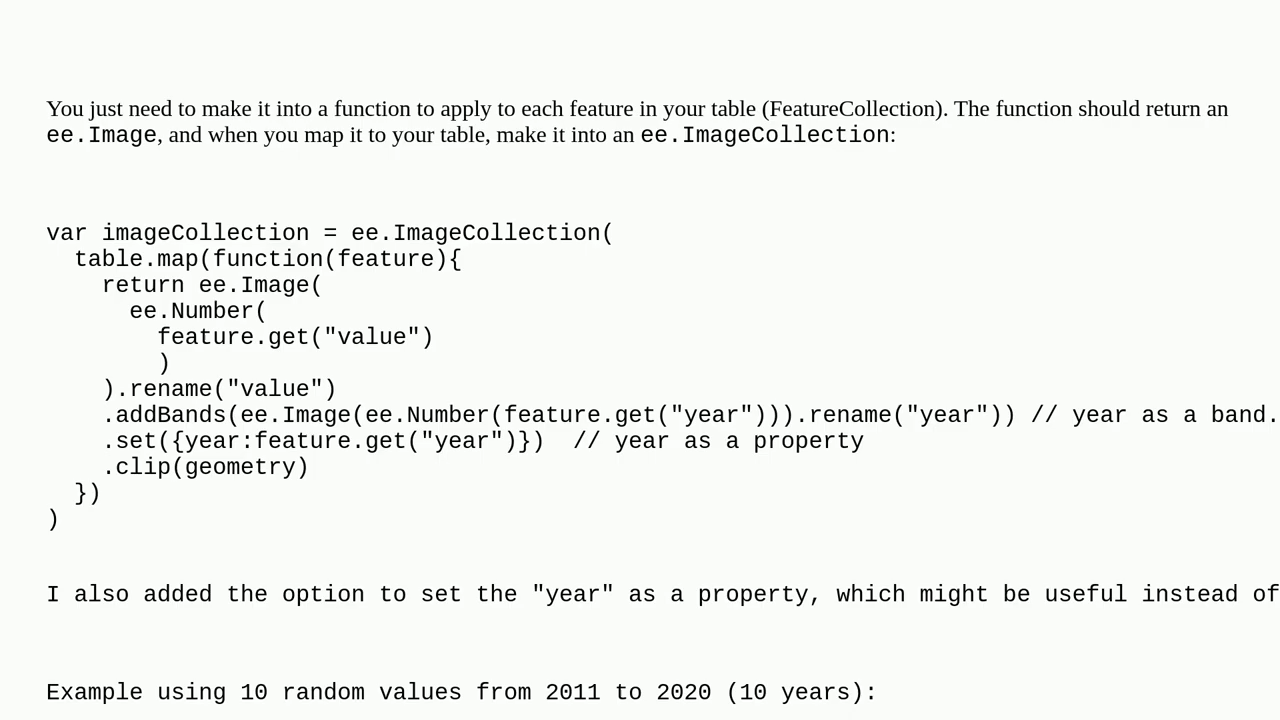 You just need to make it into a function to apply to each feature in your table (FeatureCollection). The function should return an
ee.Image, and when you map it to your table, make it into an ee.ImageCollection:
var imageCollection = ee.ImageCollection(
  table.map(function(feature){
    return ee.Image(
      ee.Number(
        feature.get("value")
        )
    ).rename("value")
    .addBands(ee.Image(ee.Number(feature.get("year"))).rename("year")) // year as a band.
    .set({year:feature.get("year")})  // year as a property
    .clip(geometry)
  })
)
I also added the option to set the "year" as a property, which might be useful instead of
Example using 10 random values from 2011 to 2020 (10 years):